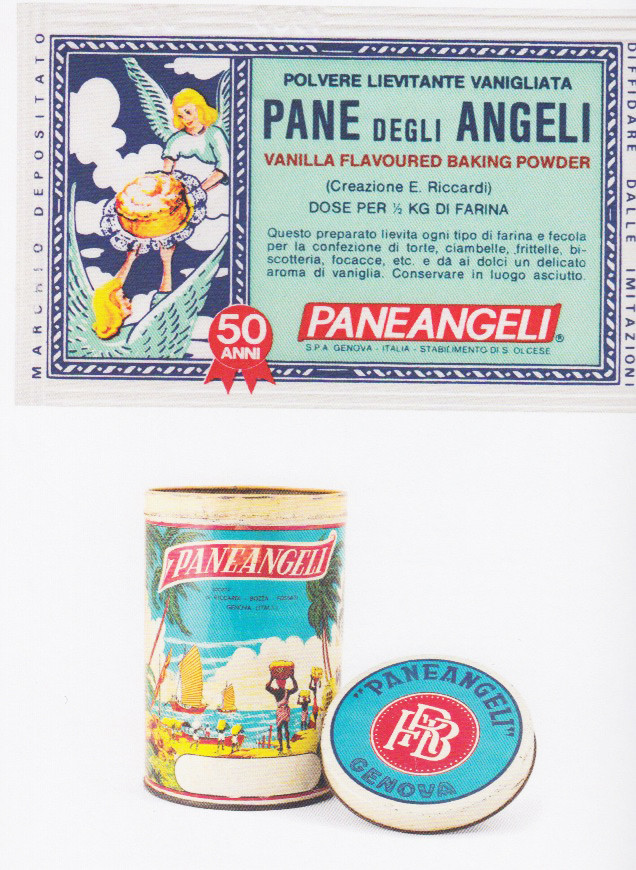 MARCHIO DEPOSITATO
POLVERE LIEVITANTE VANIGLIATA
PANE DEGLI ANGELI
VANILLA FLAVOURED BAKING POWDER
(Creazione E. Riccardi)
DOSE PER ½ KG DI FARINA
Questo preparato lievita ogni tipo di farina e fecola
per la confezione di torte, ciambelle, frittelle, bi-
scotteria, focacce, etc. e dà ai dolci un delicato
aroma di vaniglia. Conservare in luogo asciutto.
50
ANNI
PANEANGELI®
S.P.A. GENOVA - ITALIA - STABILIMENTO DI S. OLCESE
DIFFIDARE DALLE IMITAZIONI
PANEANGELI
RICCARDI - BOZZA -
GENOVA (ITALIA)
"PANEANGELI"
GENOVA